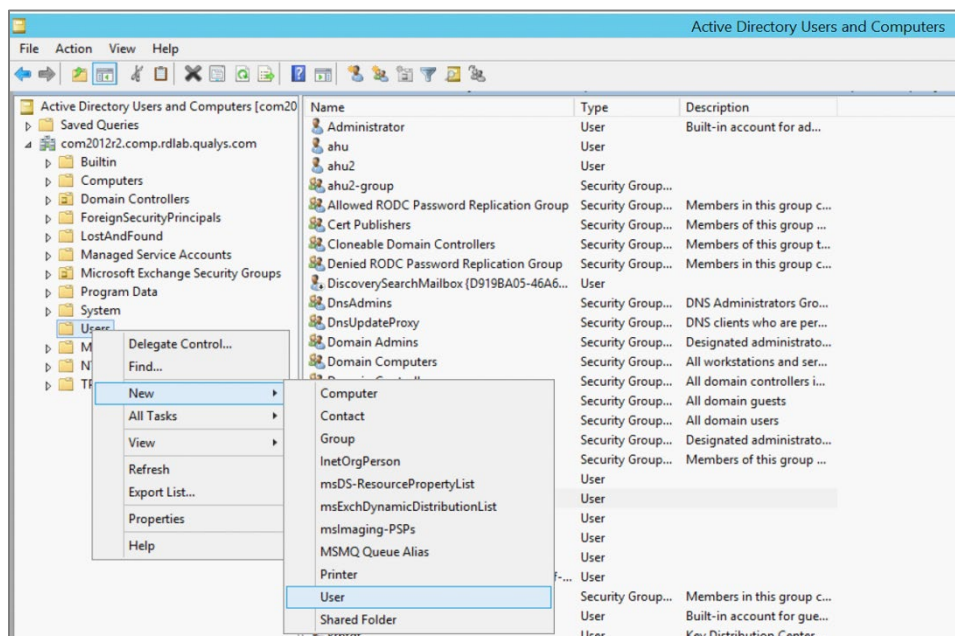 Active Directory Users and Computers
File Action View Help
Active Directory Users and Computers [com20
Saved Queries
com2012r2.comp.rdlab.qualys.com
Builtin
Computers
Domain Controllers
ForeignSecurityPrincipals
LostAndFound
Managed Service Accounts
Microsoft Exchange Security Groups
Program Data
System
Users
M
N
Delegate Control...
Find...
New
All Tasks
View
Refresh
Export List...
Properties
Help
Computer
Contact
Group
InetOrgPerson
msDS-ResourcePropertyList
msExchDynamicDistributionList
msImaging-PSPs
MSMQ Queue Alias
Printer
User
Shared Folder
Name Type Description
Administrator User Built-in account for ad...
ahu User
ahu2 User
ahu2-group Security Group...
Allowed RODC Password Replication Group Security Group... Members in this group c...
Cert Publishers Security Group... Members of this group ...
Cloneable Domain Controllers Security Group... Members of this group t...
Denied RODC Password Replication Group Security Group... Members in this group c...
DiscoverySearchMailbox {D919BA05-46A6... User
DnsAdmins Security Group... DNS Administrators Gro...
DnsUpdateProxy Security Group... DNS clients who are per...
Domain Admins Security Group... Designated administrato...
Domain Computers Security Group... All workstations and ser...
Security Group... All domain controllers i...
Security Group... All domain guests
Security Group... All domain users
Security Group... Designated administrato...
Security Group... Members of this group ...
User
User
User
User
User
User
Security Group... Members in this group c...
User Built-in account for gue...
User Key Distribution Center